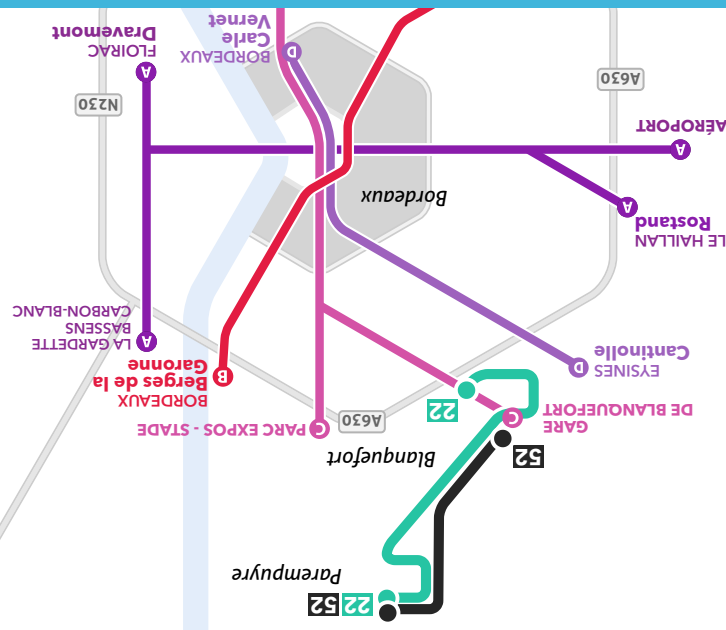 22 52
Parempuyre
52
Blanquefort
GARE
DE BLANQUEFORT
C
A630
C
PARC EXPOS - STADE
22
BORDEAUX
Berges de la
Garonne
B
EYSINES
Cantinolle
D
A
LA GARDETTE
BASSENS
CARBON-BLANC
LE HAILLAN
Rostand
A
Bordeaux
AÉROPORT
A
A630
N230
A
FLOIRAC
Dravemont
D
BORDEAUX
Carle
Vernet